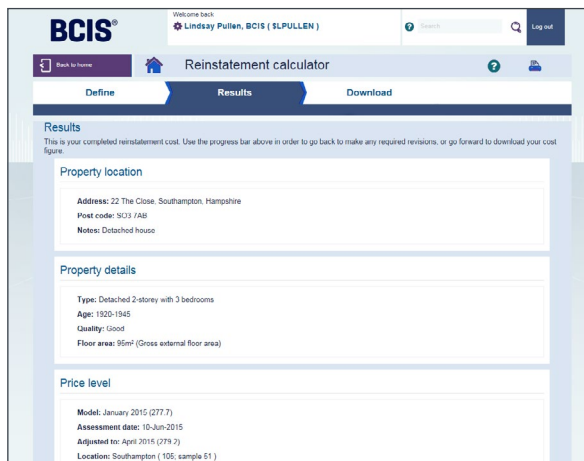 BCIS®
Welcome back
Lindsay Pullen, BCIS ( $LPULLEN )
? Search
Log out
Back to home
Reinstatement calculator
?
Define
Results
Download
Results
This is your completed reinstatement cost. Use the progress bar above in order to go back to make any required revisions, or go forward to download your cost
figure.
Property location
Address: 22 The Close, Southampton, Hampshire
Post code: SO3 7AB
Notes: Detached house
Property details
Type: Detached 2-storey with 3 bedrooms
Age: 1920-1945
Quality: Good
Floor area: 95m² (Gross external floor area)
Price level
Model: January 2015 (277.7)
Assessment date: 10-Jun-2015
Adjusted to: April 2015 (279.2)
Location: Southampton ( 105; sample 51 )